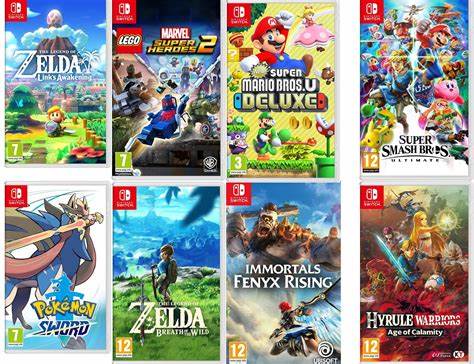 NINTENDO
SWITCH
THE LEGEND OF
ZELDA
Link's Awakening
7
NINTENDO
SWITCH
LEGO
MARVEL
SUPER
HEROES 2
7
NINTENDO
SWITCH
NEW
SUPER
MARIO BROS. U
DELUXE
3
NINTENDO
SWITCH
SUPER
SMASH BROS.
ULTIMATE
12
NINTENDO
SWITCH
POKÉMON
SWORD
7
NINTENDO
SWITCH
THE LEGEND OF
ZELDA
BREATH OF THE WILD
12
NINTENDO
SWITCH
IMMORTALS
FENYX RISING
12
UBISOFT
NINTENDO
SWITCH
HYRULE WARRIORS
Age of Calamity
12